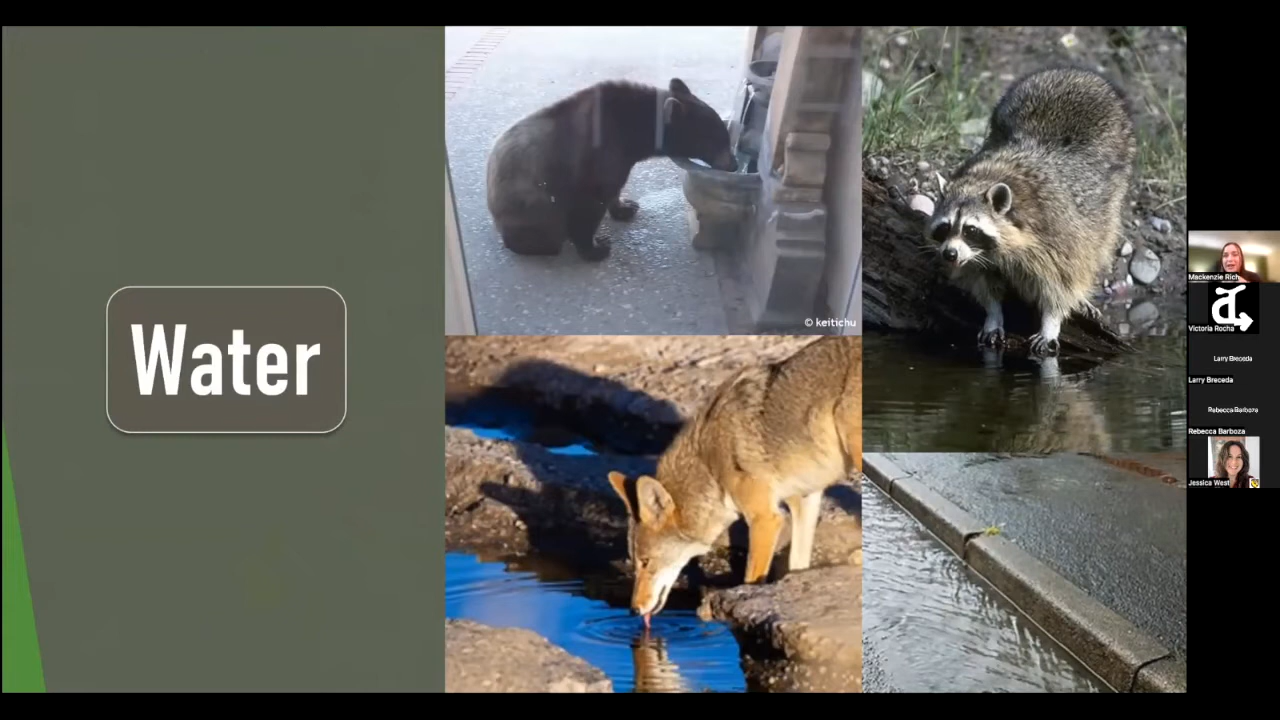 Water
© keitichu
Mackenzie Rich
Victoria Rocha
Larry Breceda
Larry Breceda
Rebecca Barboza
Rebecca Barboza
Jessica West